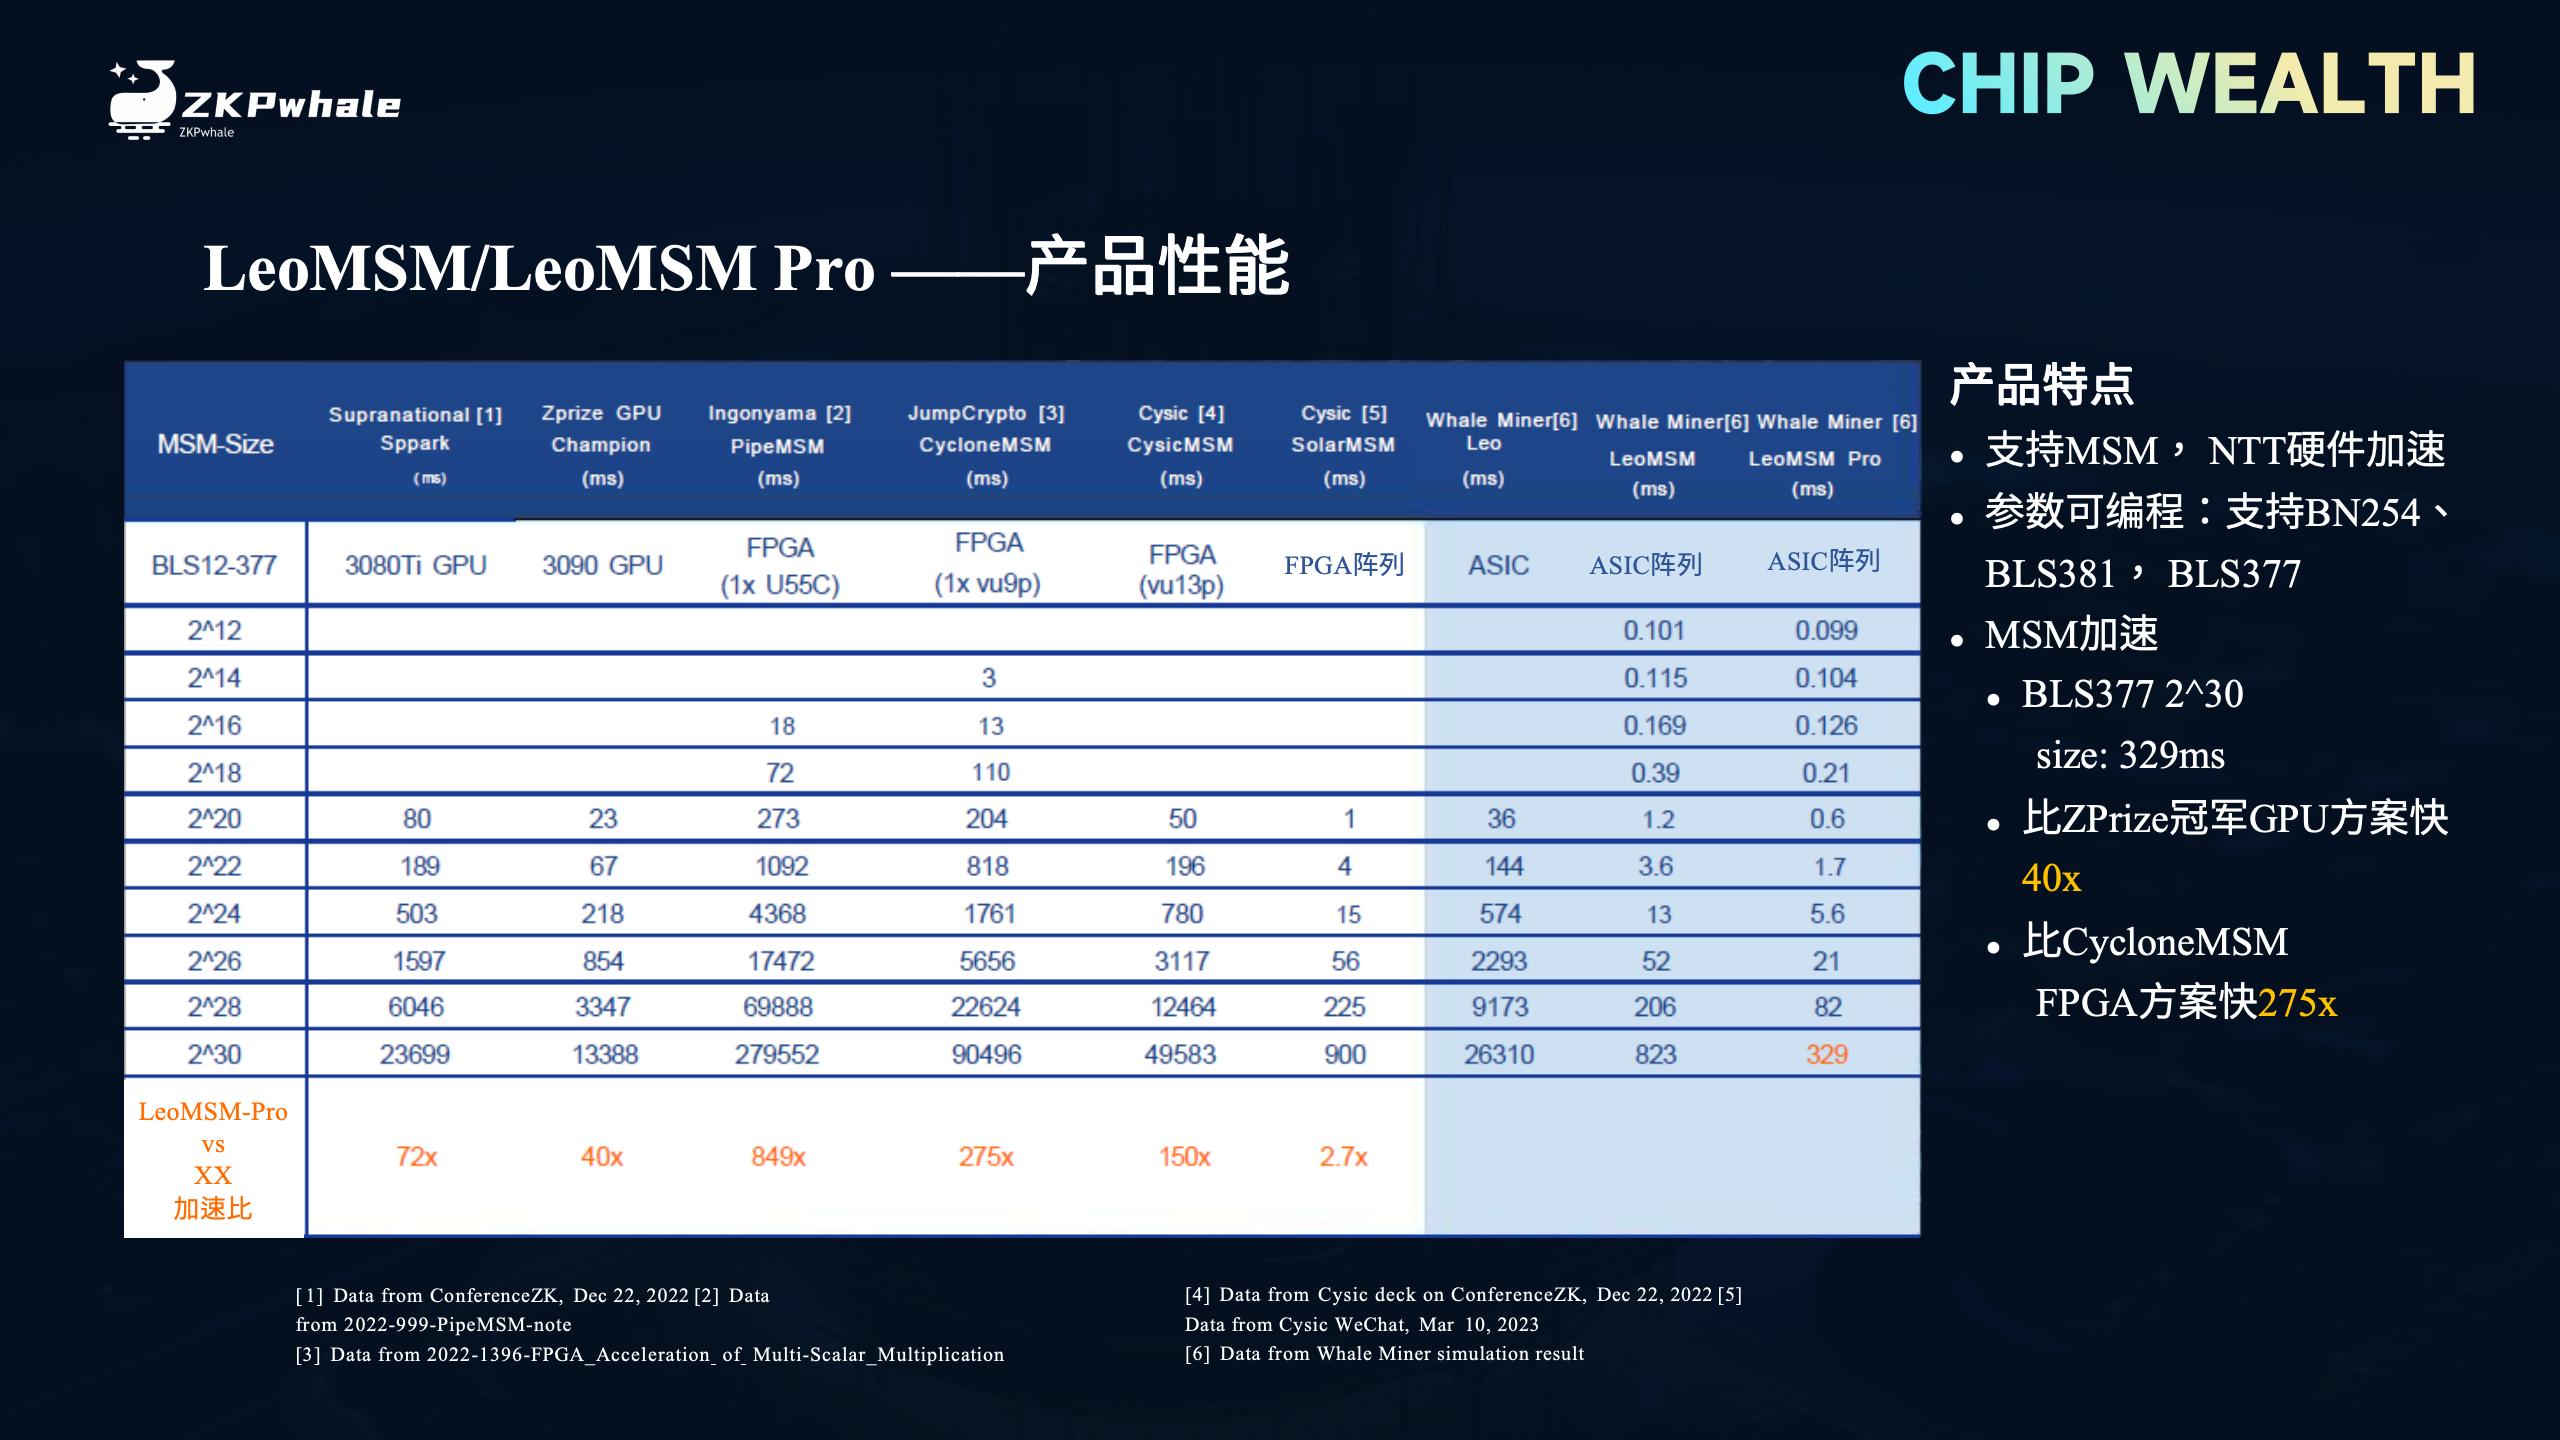 ZKPwhale
ZKPwhale
CHIP WEALTH
LeoMSM/LeoMSM Pro ——产品性能
MSM-Size
Supranational [1] Sppark (ms)
Zprize GPU Champion (ms)
Ingonyama [2] PipeMSM (ms)
JumpCrypto [3] CycloneMSM (ms)
Cysic [4] CysicMSM (ms)
Cysic [5] SolarMSM (ms)
Whale Miner[6] Leo (ms)
Whale Miner[6] LeoMSM (ms)
Whale Miner [6] LeoMSM Pro (ms)
BLS12-377 3080Ti GPU 3090 GPU FPGA (1x U55C) FPGA (1x vu9p) FPGA (vu13p) FPGA阵列 ASIC ASIC阵列 ASIC阵列
2^12 0.101 0.099
2^14 3 0.115 0.104
2^16 18 13 0.169 0.126
2^18 72 110 0.39 0.21
2^20 80 23 273 204 50 1 36 1.2 0.6
2^22 189 67 1092 818 196 4 144 3.6 1.7
2^24 503 218 4368 1761 780 15 574 13 5.6
2^26 1597 854 17472 5656 3117 56 2293 52 21
2^28 6046 3347 69888 22624 12464 225 9173 206 82
2^30 23699 13388 279552 90496 49583 900 26310 823 329
LeoMSM-Pro
vs
XX
加速比
72x 40x 849x 275x 150x 2.7x
产品特点
• 支持MSM， NTT硬件加速
• 参数可编程：支持BN254、
BLS381， BLS377
• MSM加速
• BLS377 2^30
size: 329ms
• 比ZPrize冠军GPU方案快
40x
• 比CycloneMSM
FPGA方案快275x
[1] Data from ConferenceZK, Dec 22, 2022 [2] Data
from 2022-999-PipeMSM-note
[3] Data from 2022-1396-FPGA_Acceleration_ of_ Multi-Scalar_Multiplication
[4] Data from Cysic deck on ConferenceZK, Dec 22, 2022 [5]
Data from Cysic WeChat, Mar 10, 2023
[6] Data from Whale Miner simulation result